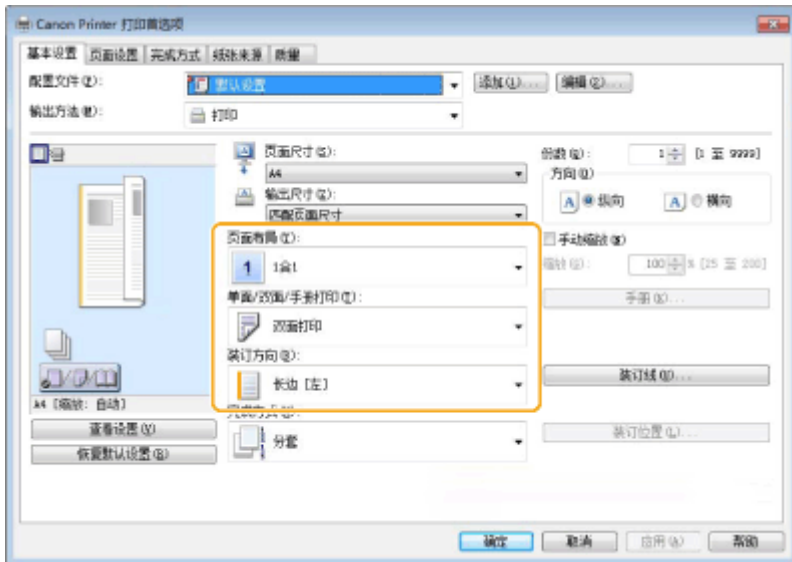 Canon Printer 打印首选项
基本设置 页面设置 完成方式 纸张来源 质量
配置文件(F): 默认设置 添加(1)... 编辑(2)...
输出方法(M): 打印
页面尺寸(S):
A4
输出尺寸(Z):
匹配页面尺寸
份数(Q): 1 [1 至 9999]
方向(O)
A 纵向 A 横向
页面布局(Y):
1 1合1
手动缩放(W)
缩放(G): 100 % [25 至 200]
单面/双面/手册打印(T):
双面打印
手册(K)...
装订方向(B):
长边 [左]
装订线(Q)...
A4 [缩放: 自动]
查看设置(V)
恢复默认设置(R)
分套
装订位置(L)...
确定 取消 应用(A) 帮助